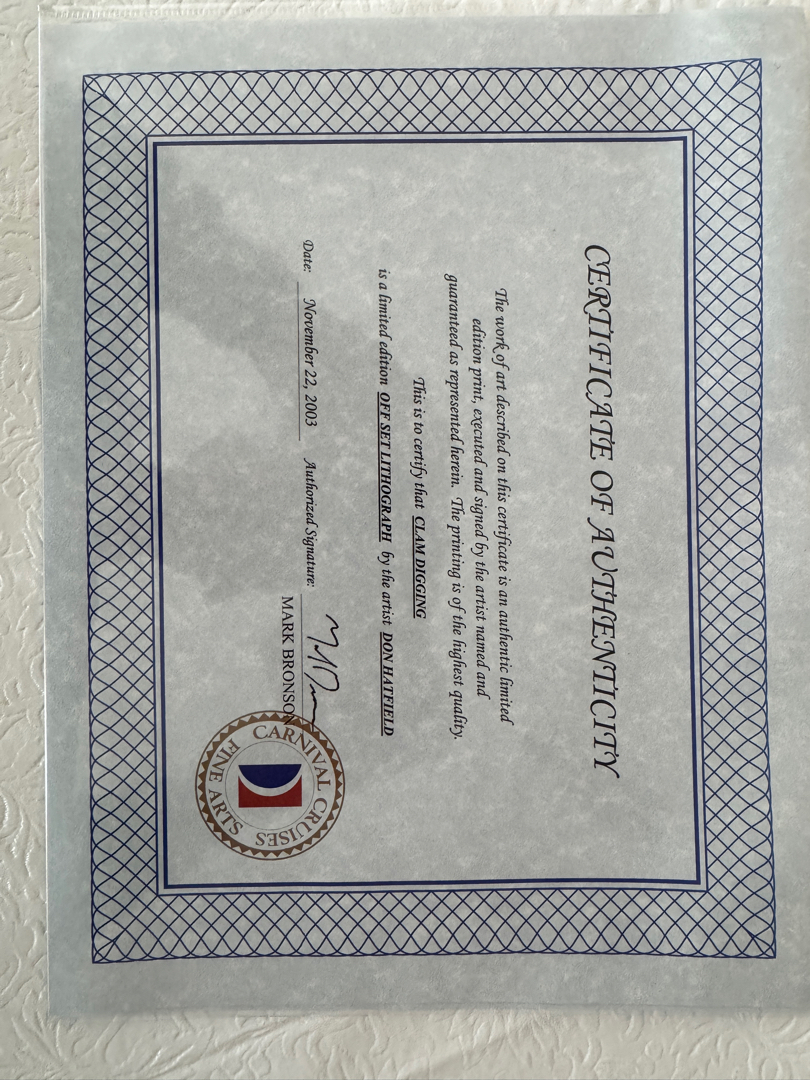 CERTIFICATE OF AUTHENTICITY
The work of art described on this certificate is an authentic limited
edition print, executed and signed by the artist named and
guaranteed as represented herein. The printing is of the highest quality.
This is to certify that CLAM DIGGING
is a limited edition OFF SET LITHOGRAPH by the artist DON HATFIELD
Date: November 22, 2003 Authorized Signature:
MARK BRONSON
CARNIVAL CRUISES
FINE ARTS